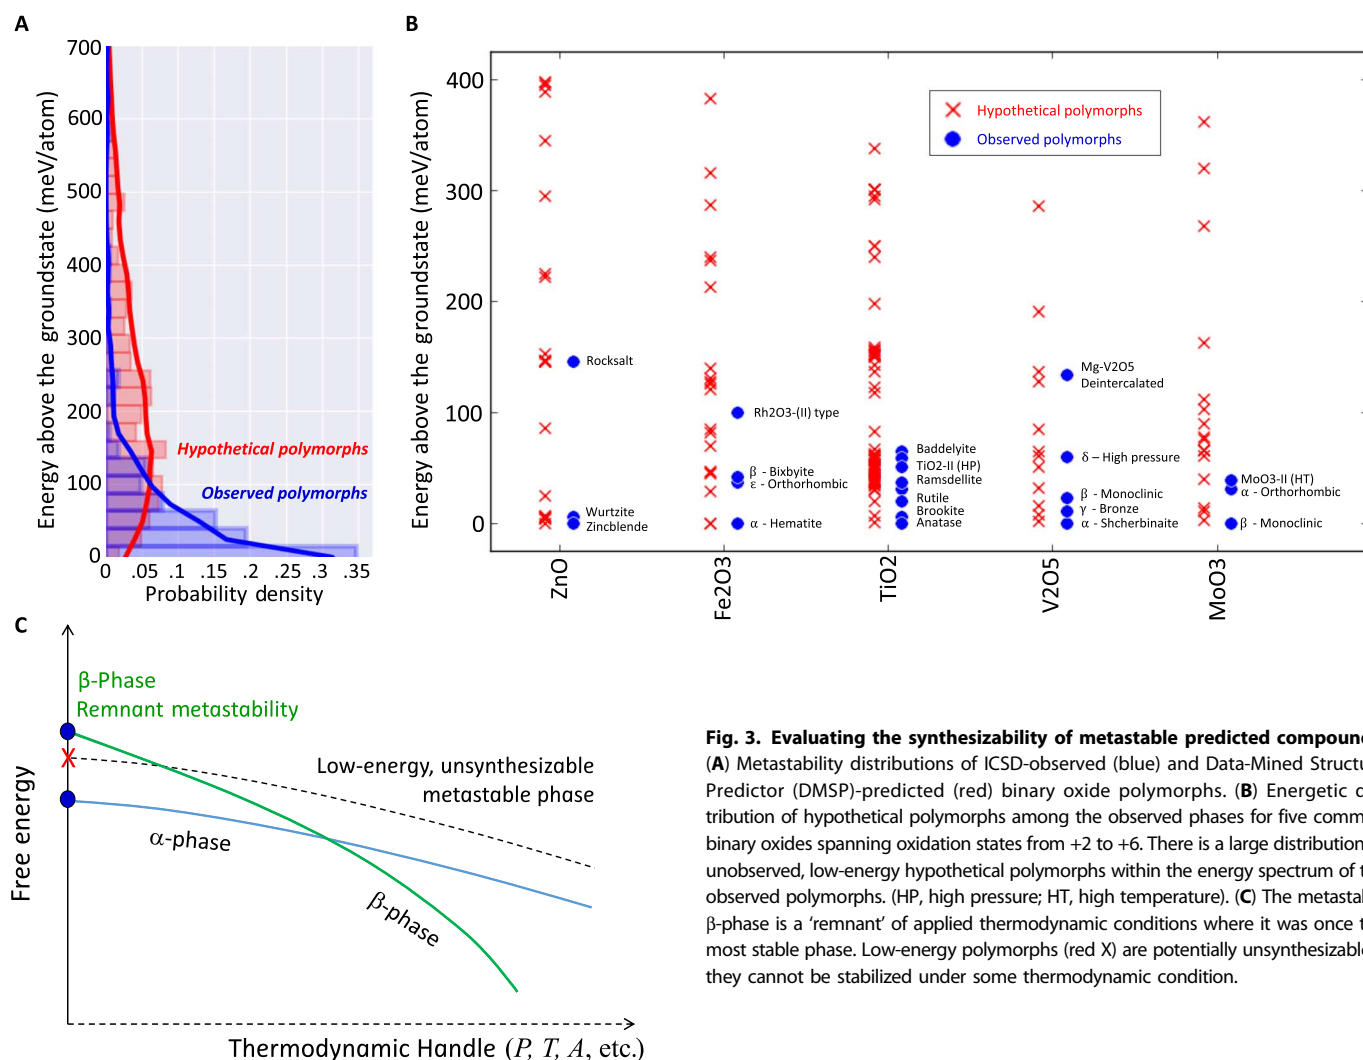 A
700
600
500
400
300
200
100
0
Energy above the groundstate (meV/atom)
Hypothetical polymorphs
Observed polymorphs
0 .05 .1 .15 .2 .25 .3 .35
Probability density
B
400
300
200
100
0
Energy above the groundstate (meV/atom)
Hypothetical polymorphs
Observed polymorphs
Rocksalt
Wurtzite
Zincblende
Rh2O3-(II) type
β - Bixbyite
ε - Orthorombic
α - Hematite
Baddelyite
TiO2-II (HP)
Ramsdellite
Rutile
Brookite
Anatase
Mg-V2O5
Deintercalated
δ – High pressure
β - Monoclinic
γ - Bronze
α - Shcherbinaite
MoO3-II (HT)
α - Orthorhombic
β - Monoclinic
ZnO
Fe2O3
TiO2
V2O5
MoO3
C
β-Phase
Remnant metastability
Low-energy, unsynthesizable
metastable phase
α-phase
β-phase
Free energy
Thermodynamic Handle (P, T, A, etc.)
Fig. 3. Evaluating the synthesizability of metastable predicted compoun
(A) Metastability distributions of ICSD-observed (blue) and Data-Mined Structu
Predictor (DMSP)-predicted (red) binary oxide polymorphs. (B) Energetic d
tribution of hypothetical polymorphs among the observed phases for five comm
binary oxides spanning oxidation states from +2 to +6. There is a large distribution
unobserved, low-energy hypothetical polymorphs within the energy spectrum of t
observed polymorphs. (HP, high pressure; HT, high temperature). (C) The metastab
β-phase is a ‘remnant’ of applied thermodynamic conditions where it was once t
most stable phase. Low-energy polymorphs (red X) are potentially unsynthesizable
they cannot be stabilized under some thermodynamic condition.